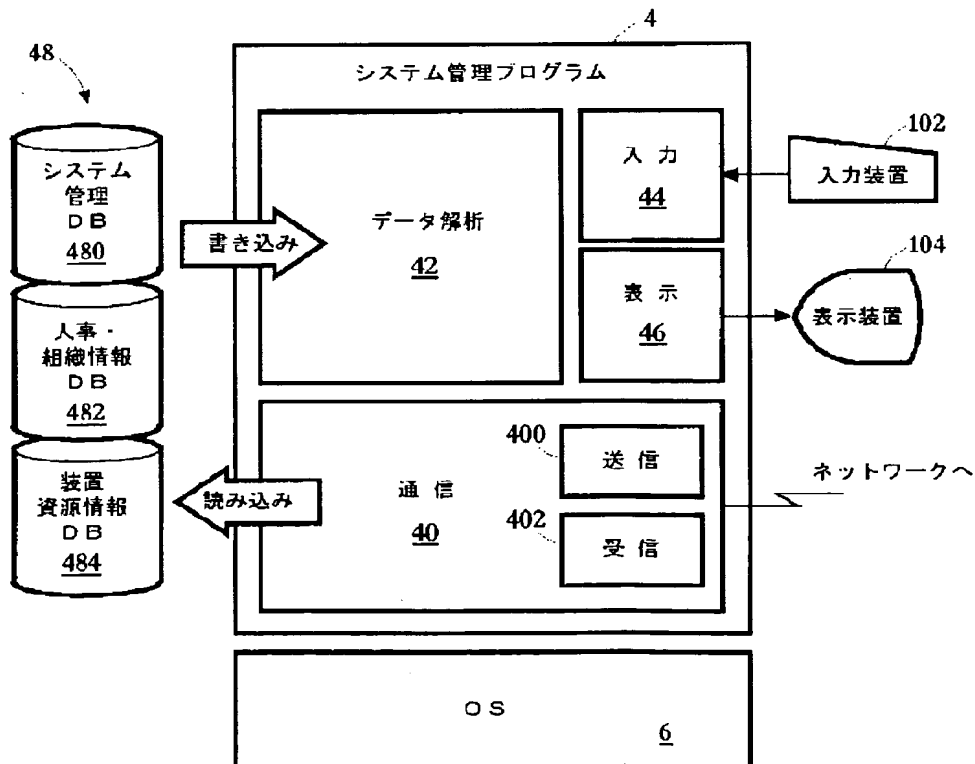 4
48
システム管理プログラム
システム
管理
DB
480
書き込み
データ解析
42
入力
44
102
入力装置
表示
46
104
表示装置
人事・
組織情報
DB
482
装置
資源情報
DB
484
読み込み
通信
40
400
送信
402
受信
ネットワークへ
OS
6